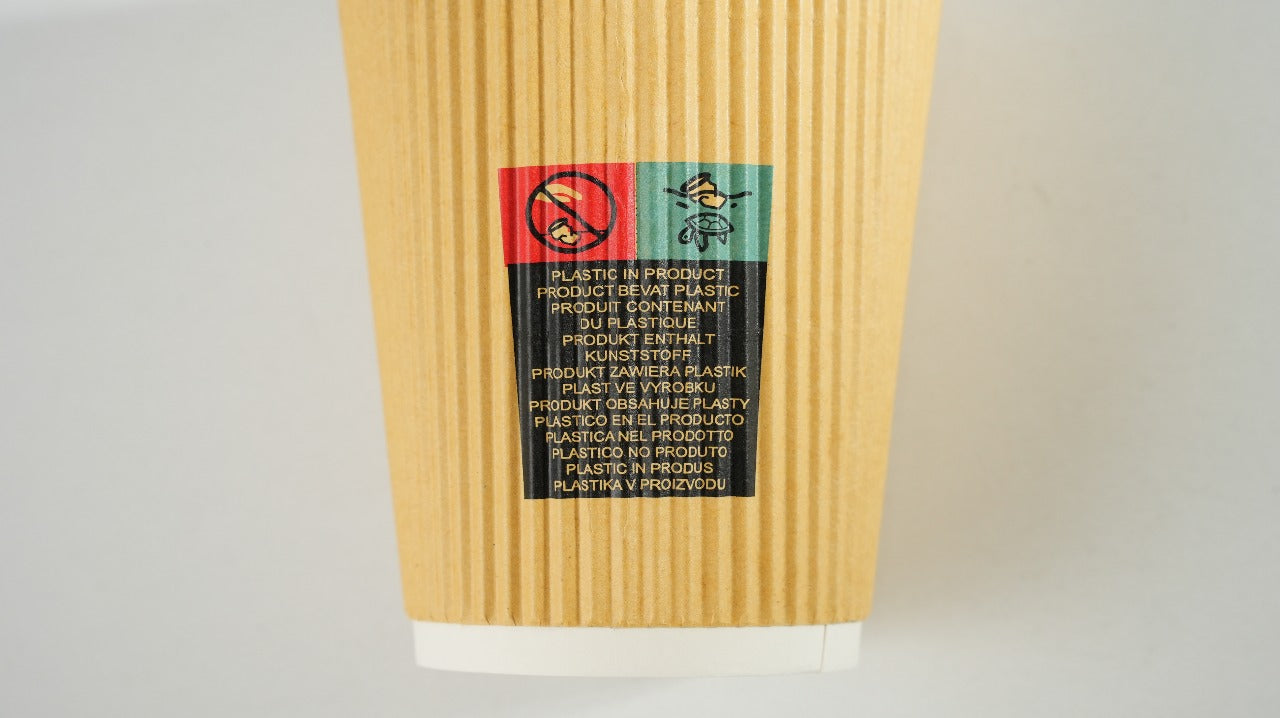 PLASTIC IN PRODUCT
PRODUCT BEVAT PLASTIC
PRODUIT CONTENANT
DU PLASTIQUE
PRODUKT ENTHALT
KUNSTSTOFF
PRODUKT ZAWIERA PLASTIK
PLAST VE VYROBKU
PRODUKT OBSAHUJE PLASTY
PLASTICO EN EL PRODUCTO
PLASTICA NEL PRODOTTO
PLASTICO NO PRODUTO
PLASTIC IN PRODUS
PLASTIKA V PROIZVODU